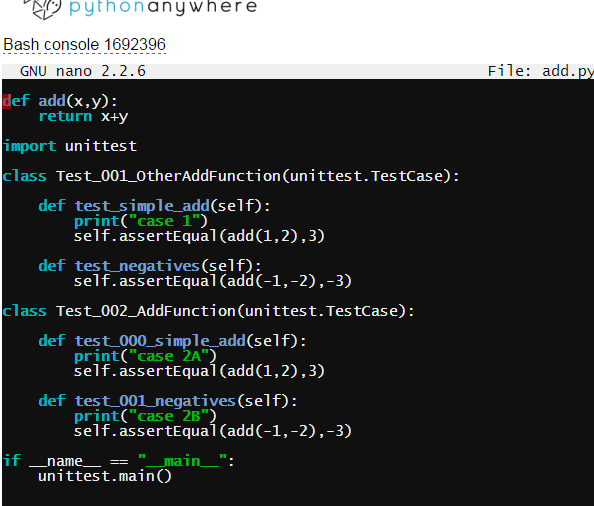 pythonanywhere
Bash console 1692396
GNU nano 2.2.6 File: add.py
def add(x,y):
    return x+y
import unittest
class Test_001_OtherAddFunction(unittest.TestCase):
    def test_simple_add(self):
        print("case 1")
        self.assertEqual(add(1,2),3)
    def test_negatives(self):
        self.assertEqual(add(-1,-2),-3)
class Test_002_AddFunction(unittest.TestCase):
    def test_000_simple_add(self):
        print("case 2A")
        self.assertEqual(add(1,2),3)
    def test_001_negatives(self):
        print("case 2B")
        self.assertEqual(add(-1,-2),-3)
if __name__ == "__main__":
    unittest.main()